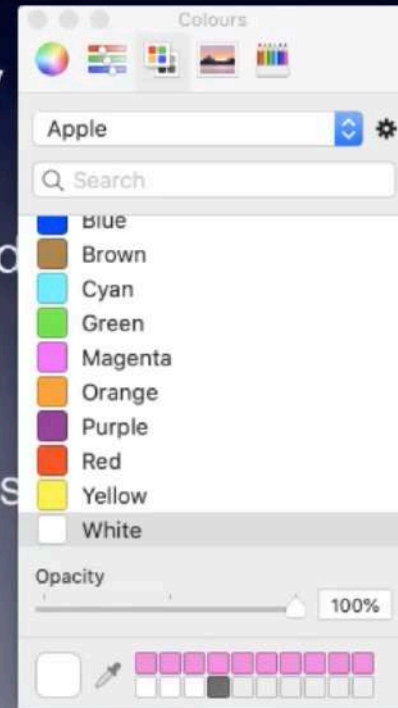 Colours
Apple
Search
Blue
Brown
Cyan
Green
Magenta
Orange
Purple
Red
Yellow
White
Opacity
100%